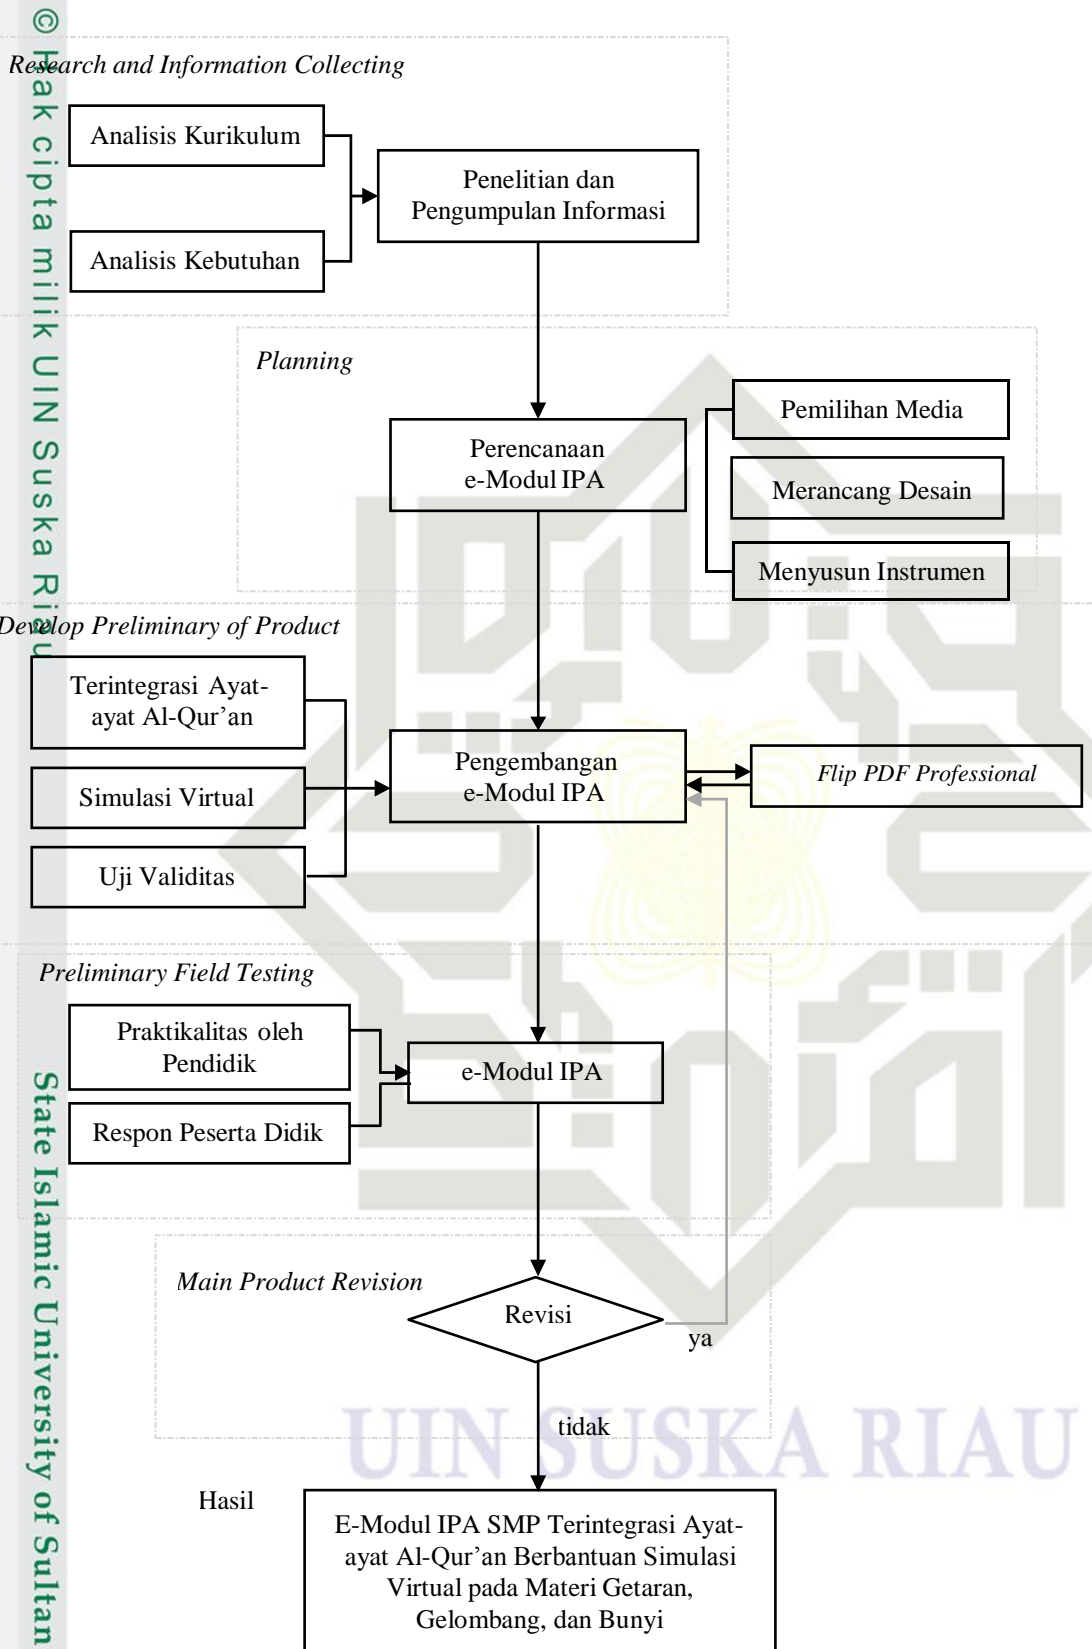 © Hak cipta milik UIN Suska Riau
State Islamic University of Sultan
Research and Information Collecting
Analisis Kurikulum
Analisis Kebutuhan
Penelitian dan
Pengumpulan Informasi
Planning
Perencanaan
e-Modul IPA
Pemilihan Media
Merancang Desain
Menyusun Instrumen
Develop Preliminary of Product
Terintegrasi Ayat-
ayat Al-Qur’an
Simulasi Virtual
Uji Validitas
Pengembangan
e-Modul IPA
Flip PDF Professional
Preliminary Field Testing
Praktikalitas oleh
Pendidik
Respon Peserta Didik
e-Modul IPA
Main Product Revision
Revisi
ya
tidak
UIN SUSKA RIAU
Hasil
E-Modul IPA SMP Terintegrasi Ayat-
ayat Al-Qur’an Berbantuan Simulasi
Virtual pada Materi Getaran,
Gelombang, dan Bunyi